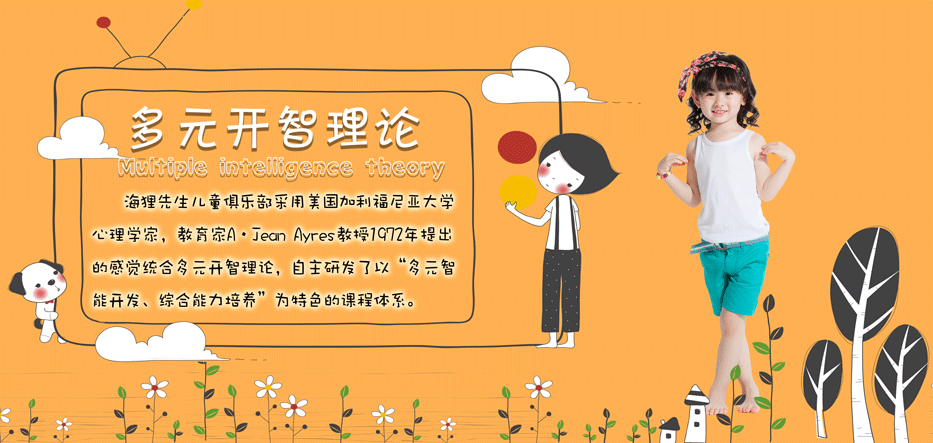 多元开智理论
Multiple intelligence theory
海狸先生儿童俱乐部采用美国加利福尼亚大学
心理学家，教育家A·Jean Ayres教授1972年提出
的感觉统合多元开智理论，自主研发了以“多元智
能开发、综合能力培养”为特色的课程体系。